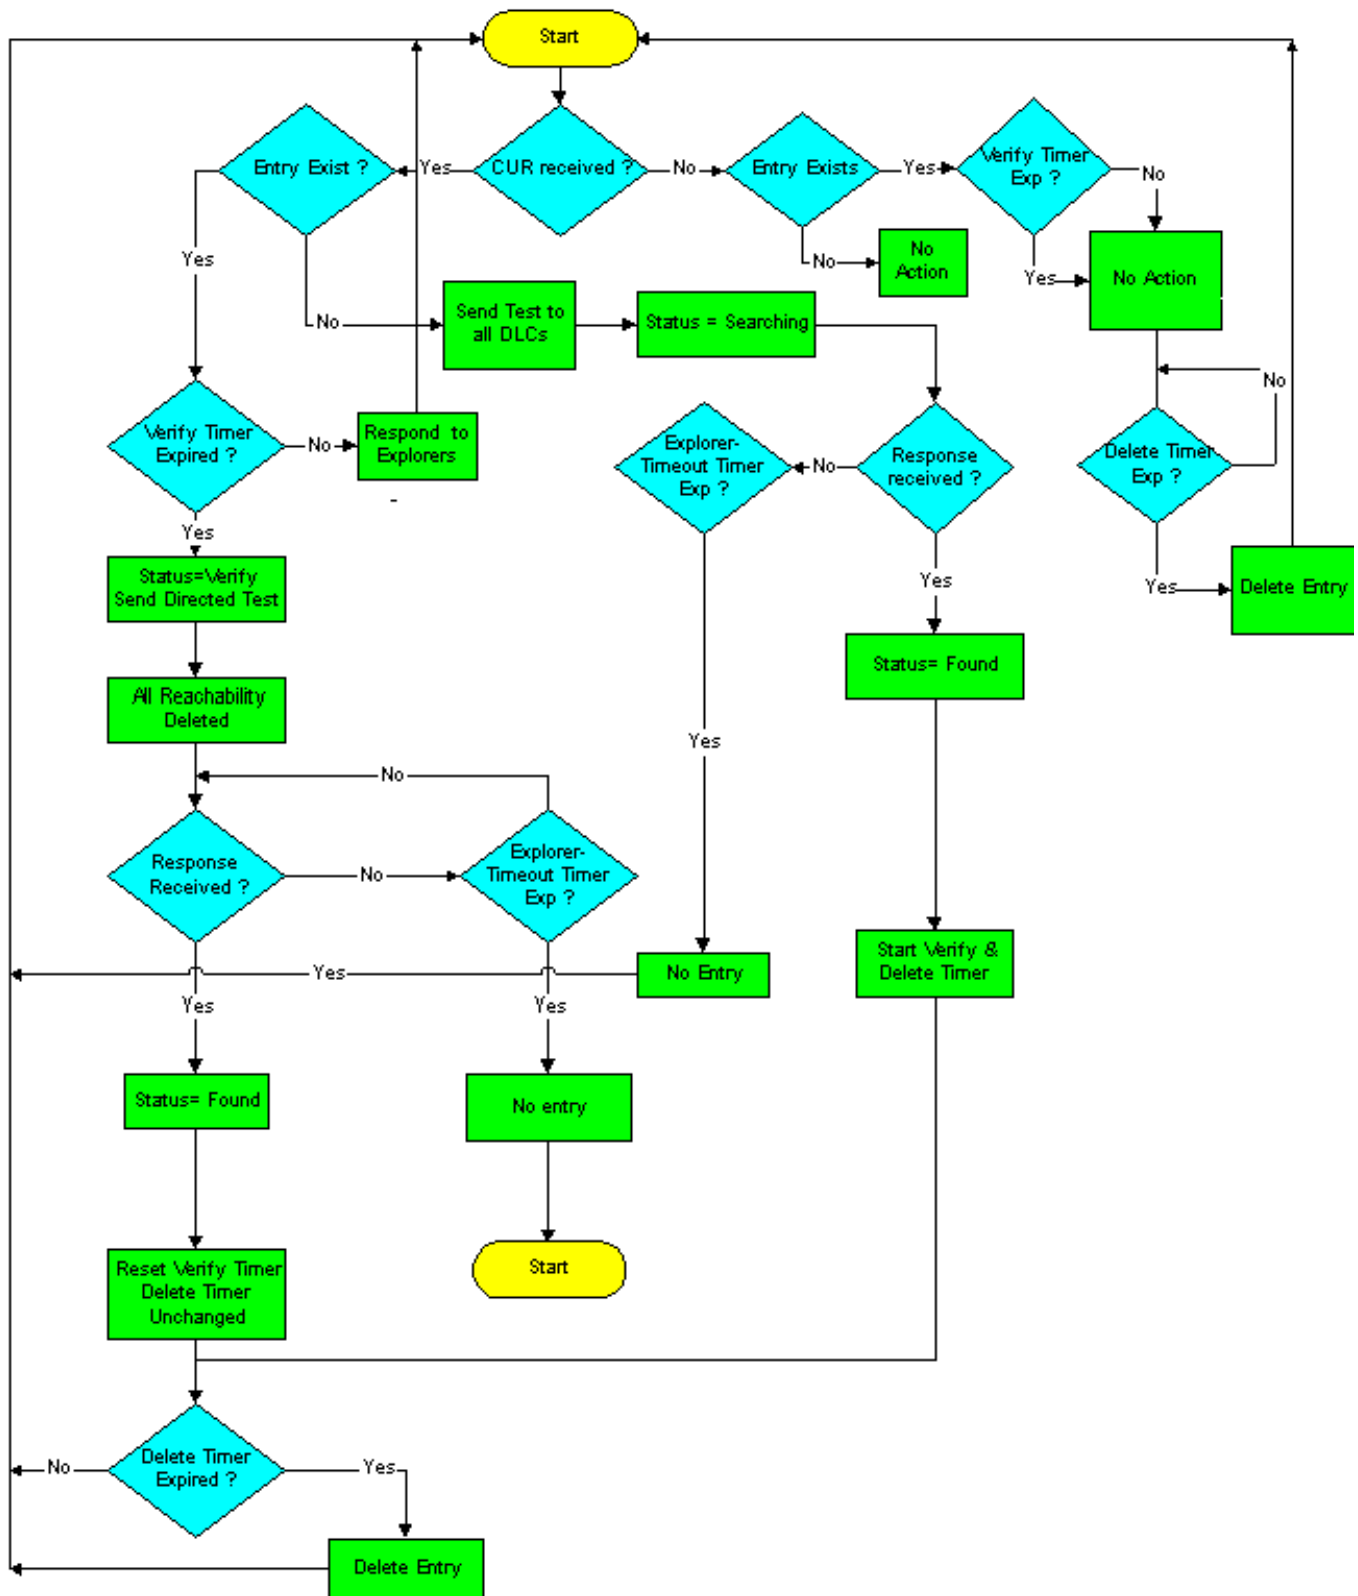 Start
Entry Exist ?
Yes
CUR received ?
No
Entry Exists
Yes
Verify Timer
Exp ?
No
Yes
No
No
Action
Yes
No Action
No
Send Test to
all DLCs
Status = Searching
No
Verify Timer
Expired ?
No
Respond to
Explorers
Explorer-
Timeout Timer
Exp ?
No
Response
received ?
Delete Timer
Exp ?
Yes
Status=Verify
Send Directed Test
Yes
Yes
Delete Entry
Status= Found
All Reachability
Deleted
Yes
No
Response
Received ?
No
Explorer-
Timeout Timer
Exp ?
Start Verify &
Delete Timer
Yes
No Entry
Yes
Yes
Status= Found
No entry
Start
Reset Verify Timer
Delete Timer
Unchanged
No
Delete Timer
Expired ?
Yes
Delete Entry